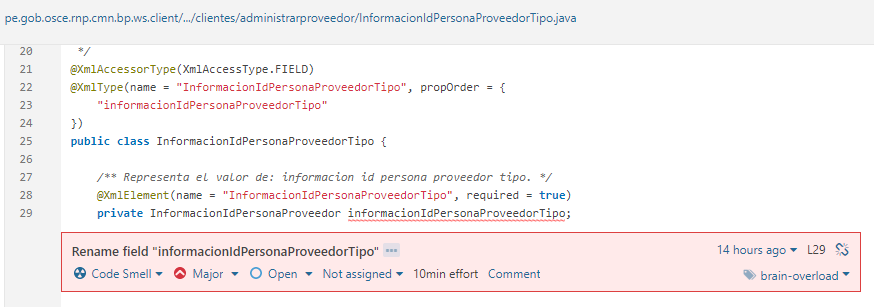 pe.gob.osce.rnp.cmn.bp.ws.client/.../clientes/administrarproveedor/InformacionIdPersonaProveedorTipo.java
20 */
21 @XmlAccessorType(XmlAccessType.FIELD)
22 @XmlType(name = "InformacionIdPersonaProveedorTipo", propOrder = {
23 "informacionIdPersonaProveedorTipo"
24 })
25 public class InformacionIdPersonaProveedorTipo {
26
27 /** Representa el valor de: informacion id persona proveedor tipo. */
28 @XmlElement(name = "InformacionIdPersonaProveedorTipo", required = true)
29 private InformacionIdPersonaProveedor informacionIdPersonaProveedorTipo;
Rename field "informacionIdPersonaProveedorTipo" ... 14 hours ago L29
Code Smell Major Open Not assigned 10min effort Comment brain-overload